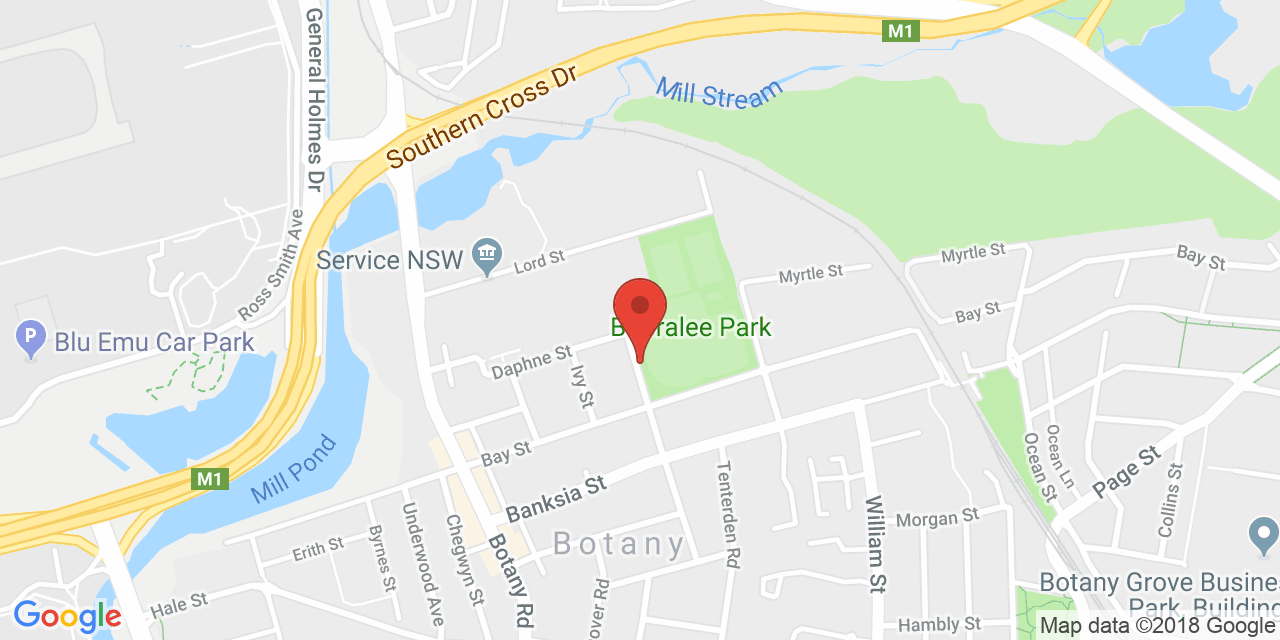 General Holmes Dr
M1
Southern Cross Dr
Mill Stream
Ross Smith Ave
Service NSW
Lord St
Myrtle St
Myrtle St
Bay St
Bay St
P
Blu Emu Car Park
Daphne St
Ivy St
Park
Mill Pond
M1
Bay St
Banksia St
Botany
Botany Rd
Tenterden Rd
William St
Morgan St
Ocean St
Ocean Ln
Page St
Collins St
Erith St
Byrnes St
Underwood Ave
Chegwyn St
Hale St
over Rd
Hambly St
Botany Grove Busines
Park, Building
Google
Map data ©2018 Google